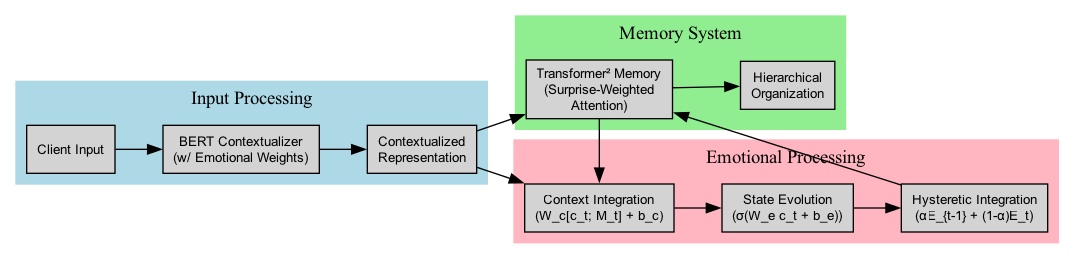 Memory System
Transformer² Memory
(Surprise-Weighted
Attention)
Hierarchical
Organization
Input Processing
Client Input
BERT Contextualizer
(w/ Emotional Weights)
Contextualized
Representation
Emotional Processing
Context Integration
(W_c[c_t; M_t] + b_c)
State Evolution
(σ(W_e c_t + b_e))
Hysteretic Integration
(αE_{t-1} + (1-α)E_t)